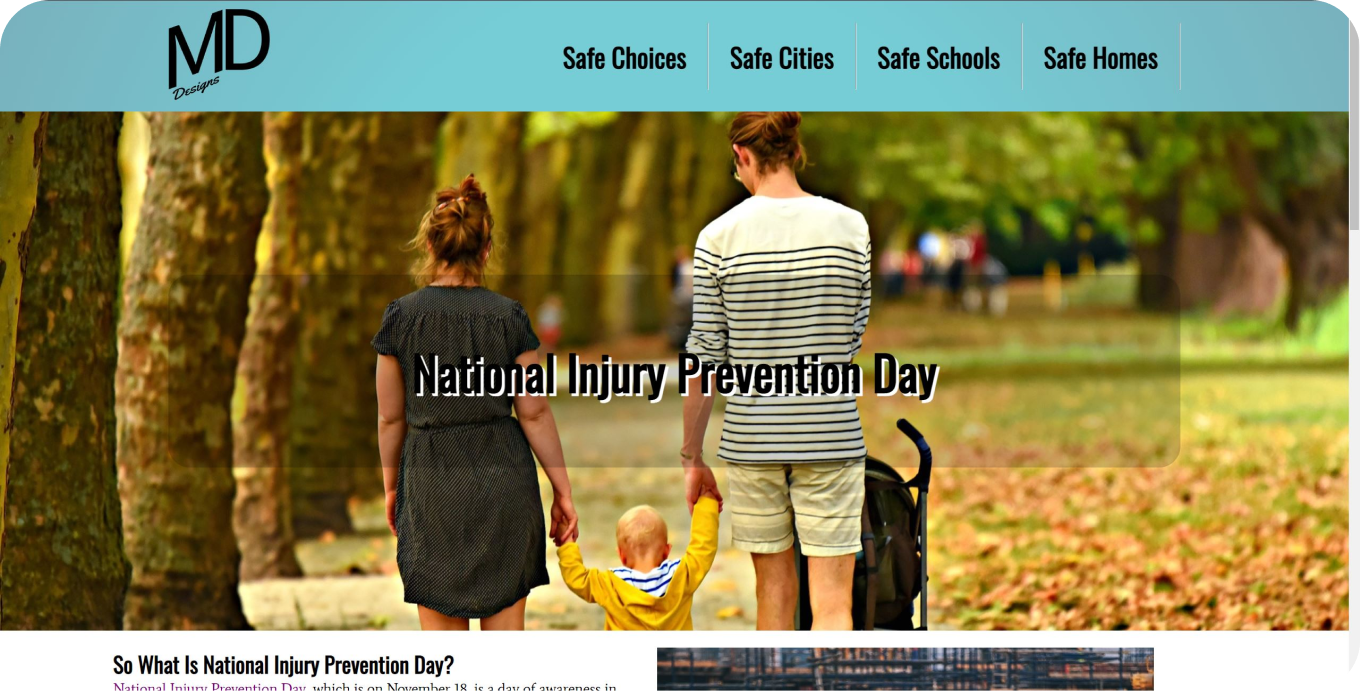 MD
Designs
Safe Choices
Safe Cities
Safe Schools
Safe Homes
National Injury Prevention Day
So What Is National Injury Prevention Day?
National Injury Prevention Day, which is on November 18, is a day of awareness in